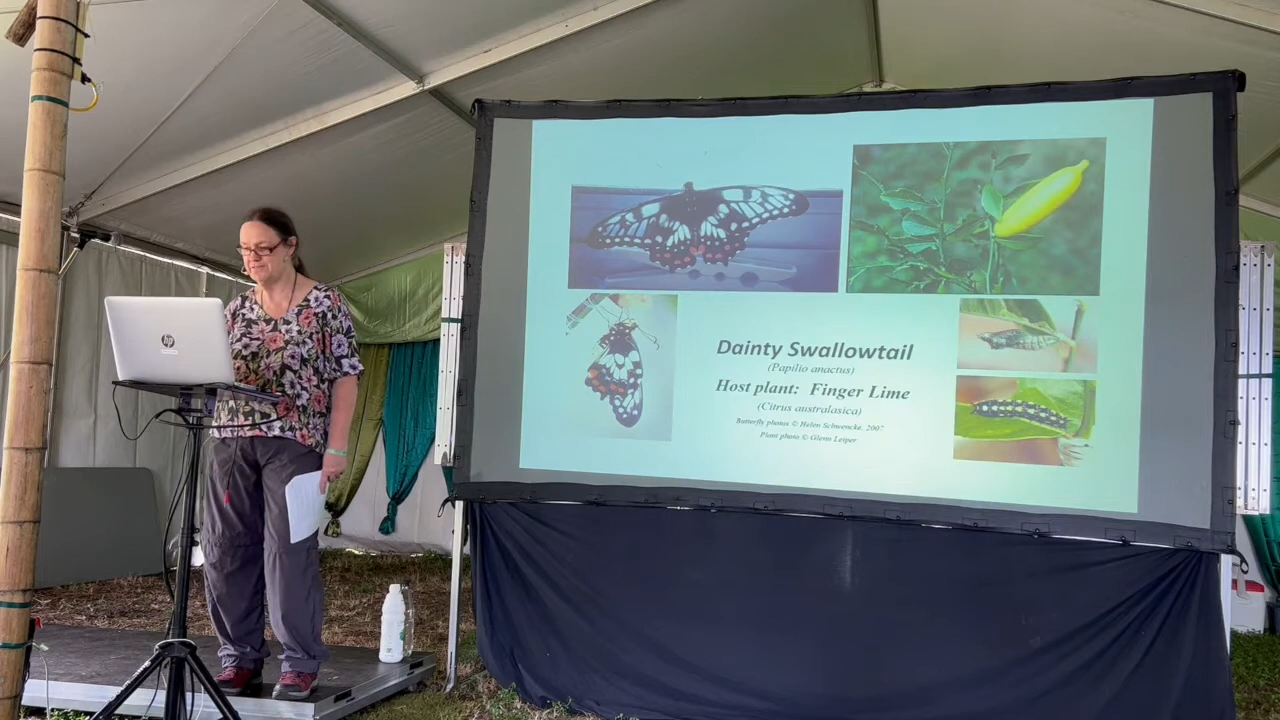 hp
Dainty Swallowtail
(Papilio anactus)
Host plant: Finger Lime
(Citrus australasica)
Butterfly photos © Helen Schwencke, 2007
Plant photo © Glenn Leiper